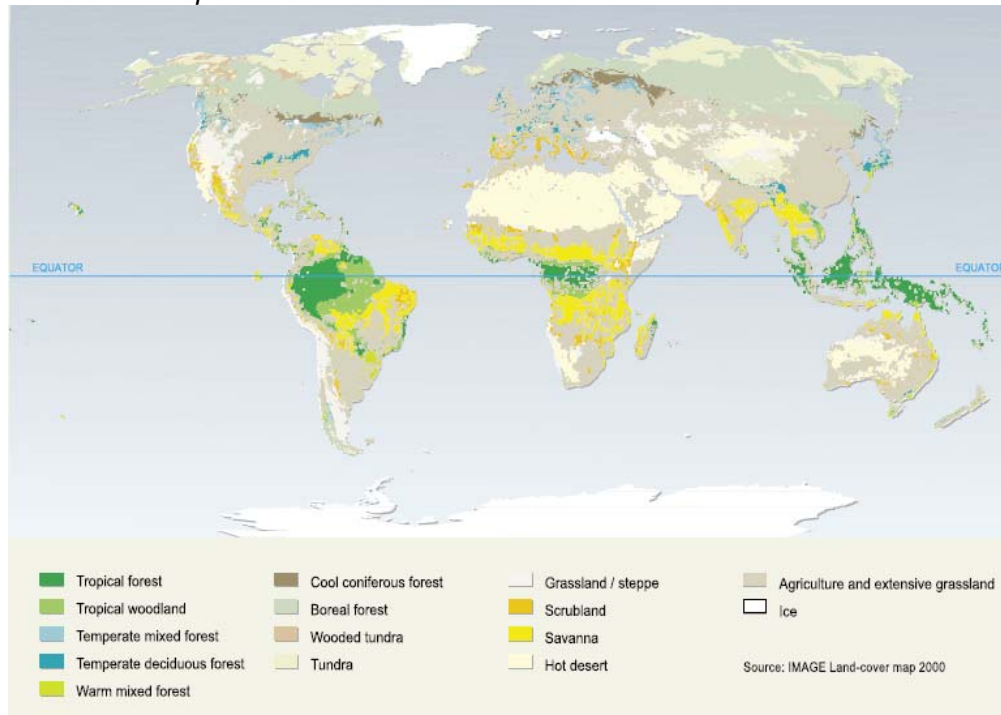 EQUATOR
EQUATOR
Tropical forest
Tropical woodland
Temperate mixed forest
Temperate deciduous forest
Warm mixed forest
Cool coniferous forest
Boreal forest
Wooded tundra
Tundra
Grassland / steppe
Scrubland
Savanna
Hot desert
Agriculture and extensive grassland
Ice
Source: IMAGE Land-cover map 2000